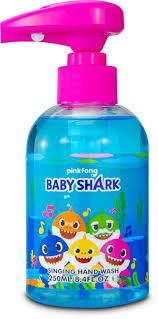 pinkfong
BABY SHARK
SINGING HAND WASH
250ML 8.4FL.OZ